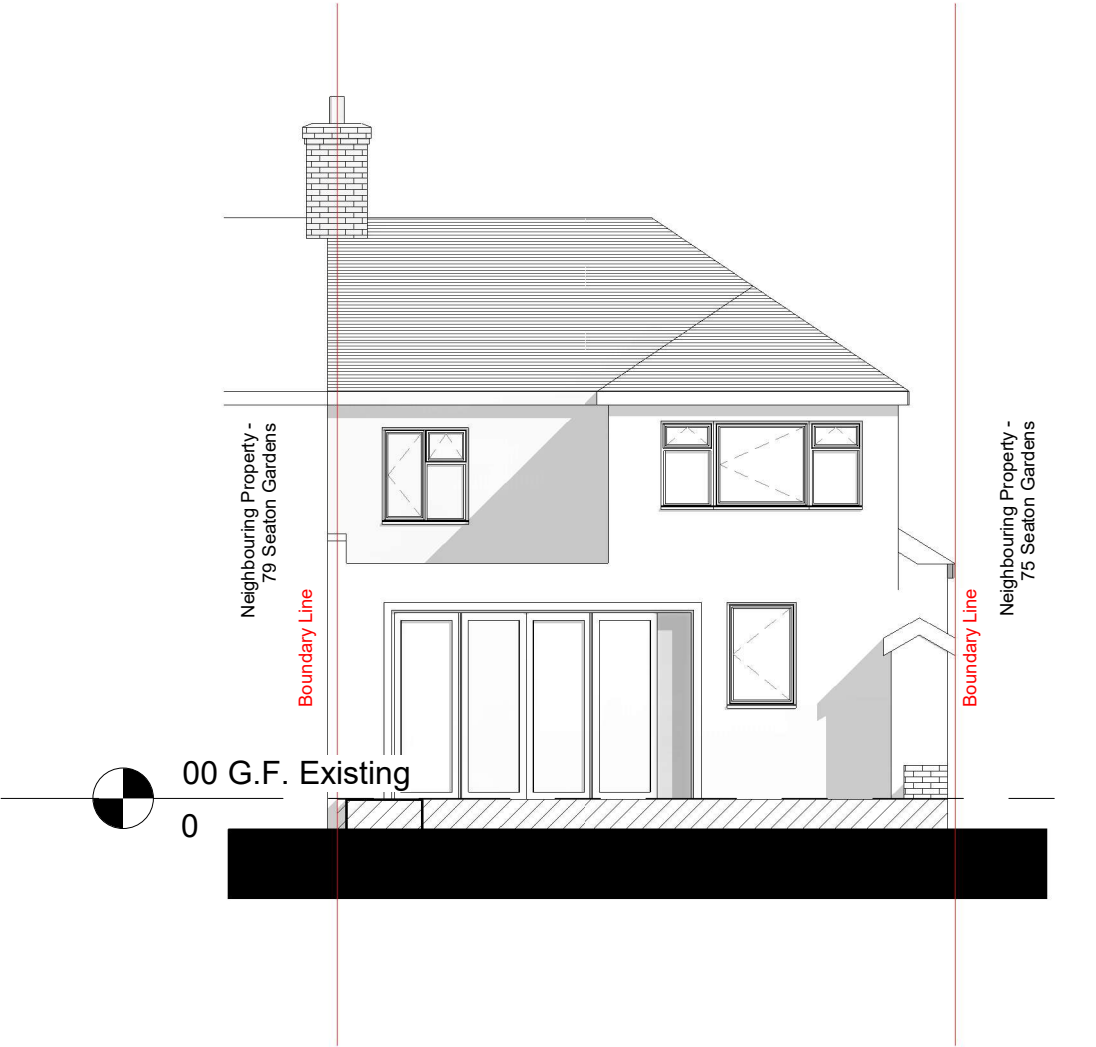 Neighbouring Property -
79 Seaton Gardens
Boundary Line
Neighbouring Property -
75 Seaton Gardens
Boundary Line
00 G.F. Existing
0